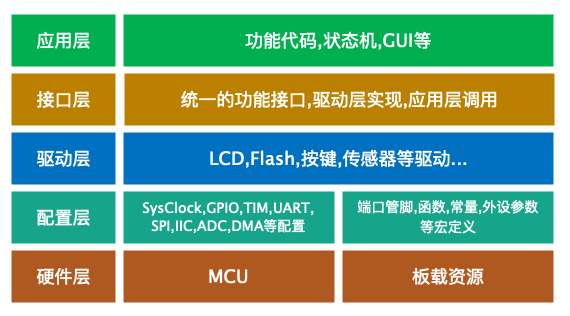 应用层
功能代码,状态机,GUI等
接口层
统一的功能接口,驱动层实现,应用层调用
驱动层
LCD,Flash,按键,传感器等驱动...
配置层
SysClock,GPIO,TIM,UART,
SPI,IIC,ADC,DMA等配置
端口管脚,函数,常量,外设参数
等宏定义
硬件层
MCU
板载资源